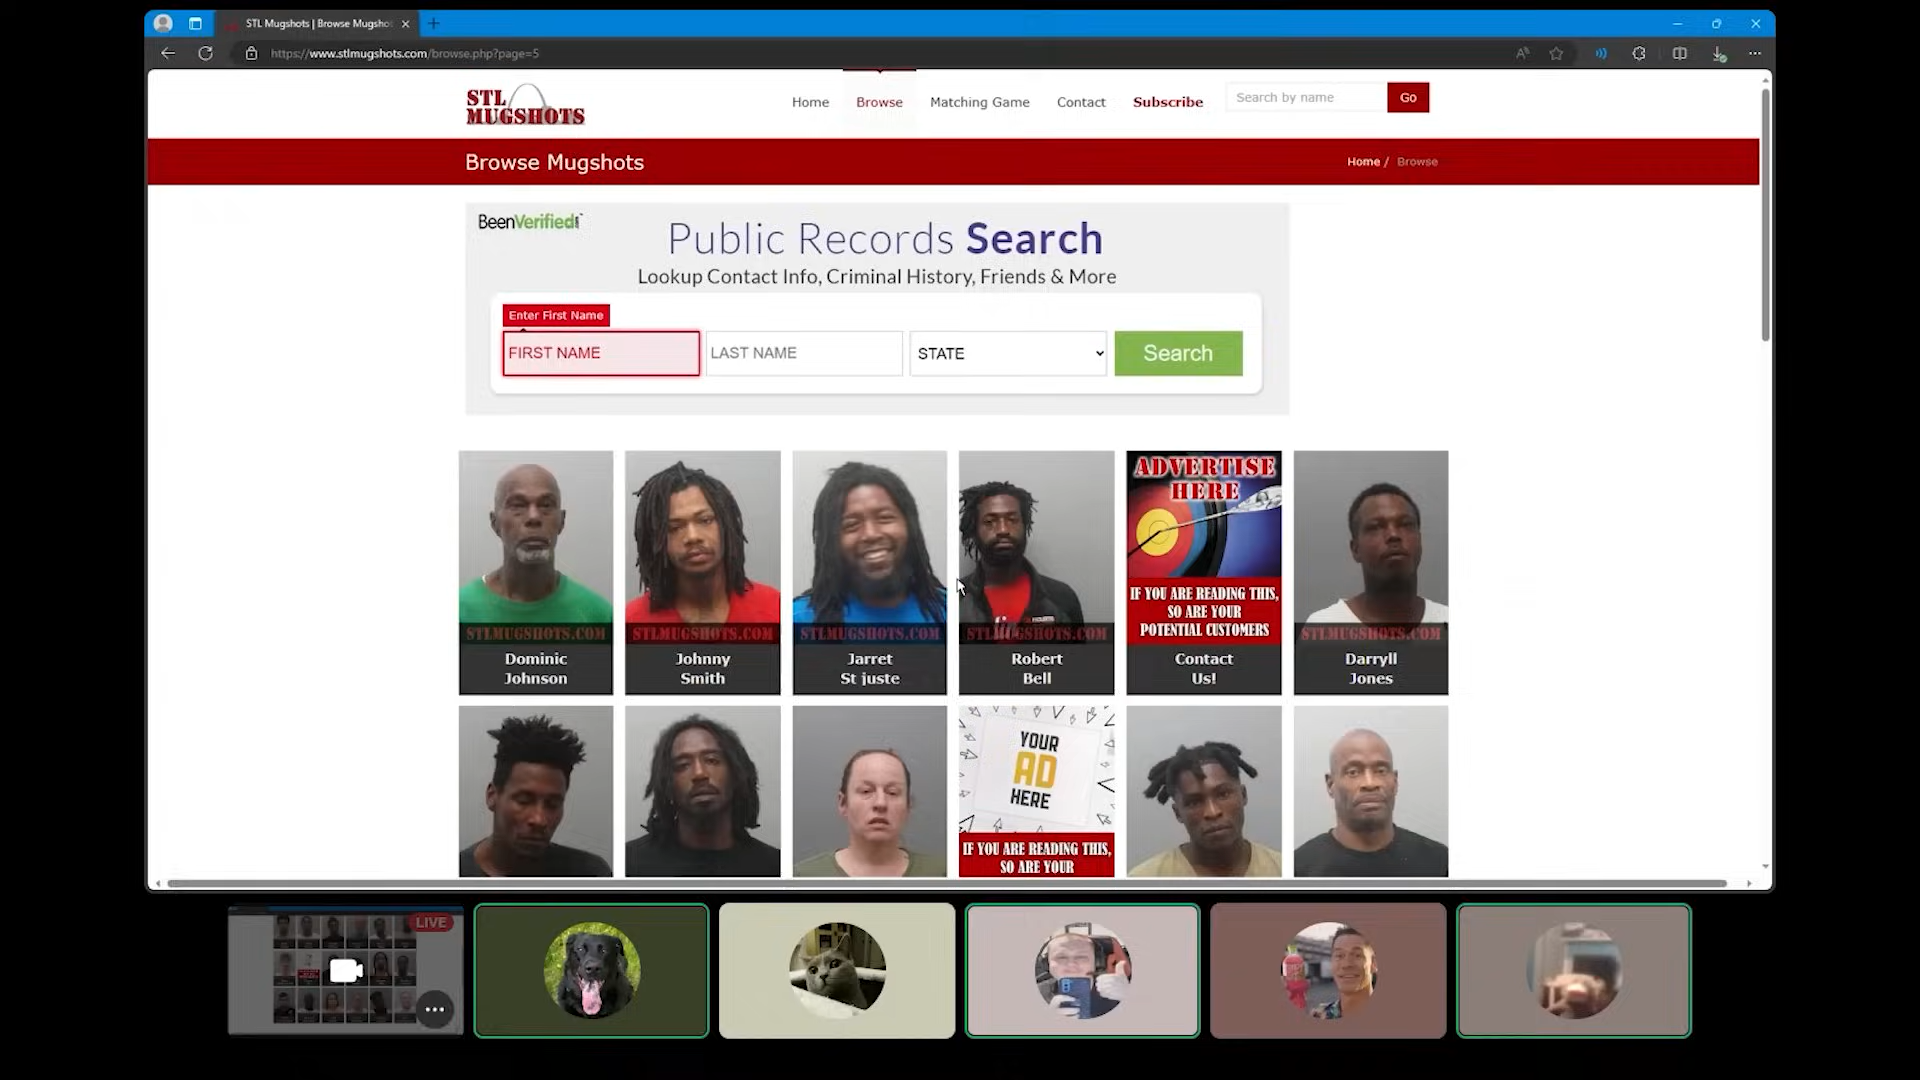 STL Mugshots | Browse Mugsho
https://www.stlmugshots.com/browse.php?page=5
STL
MUGSHOTS
Home
Browse
Matching Game
Contact
Subscribe
Search by name
Go
Browse Mugshots
Home / Browse
BeenVerified
Public Records Search
Lookup Contact Info, Criminal History, Friends & More
Enter First Name
FIRST NAME
LAST NAME
STATE
Search
ADVERTISE
HERE
IF YOU ARE READING THIS,
SO ARE YOUR
POTENTIAL CUSTOMERS
STLMUGSHOTS.COM
STLMUGSHOTS.COM
STLMUGSHOTS.COM
STLMUGSHOTS.COM
STLMUGSHOTS.COM
Dominic
Johnson
Johnny
Smith
Jarret
St juste
Robert
Bell
Contact
Us!
Darryll
Jones
YOUR
AD
HERE
IF YOU ARE READING THIS,
SO ARE YOUR
LIVE